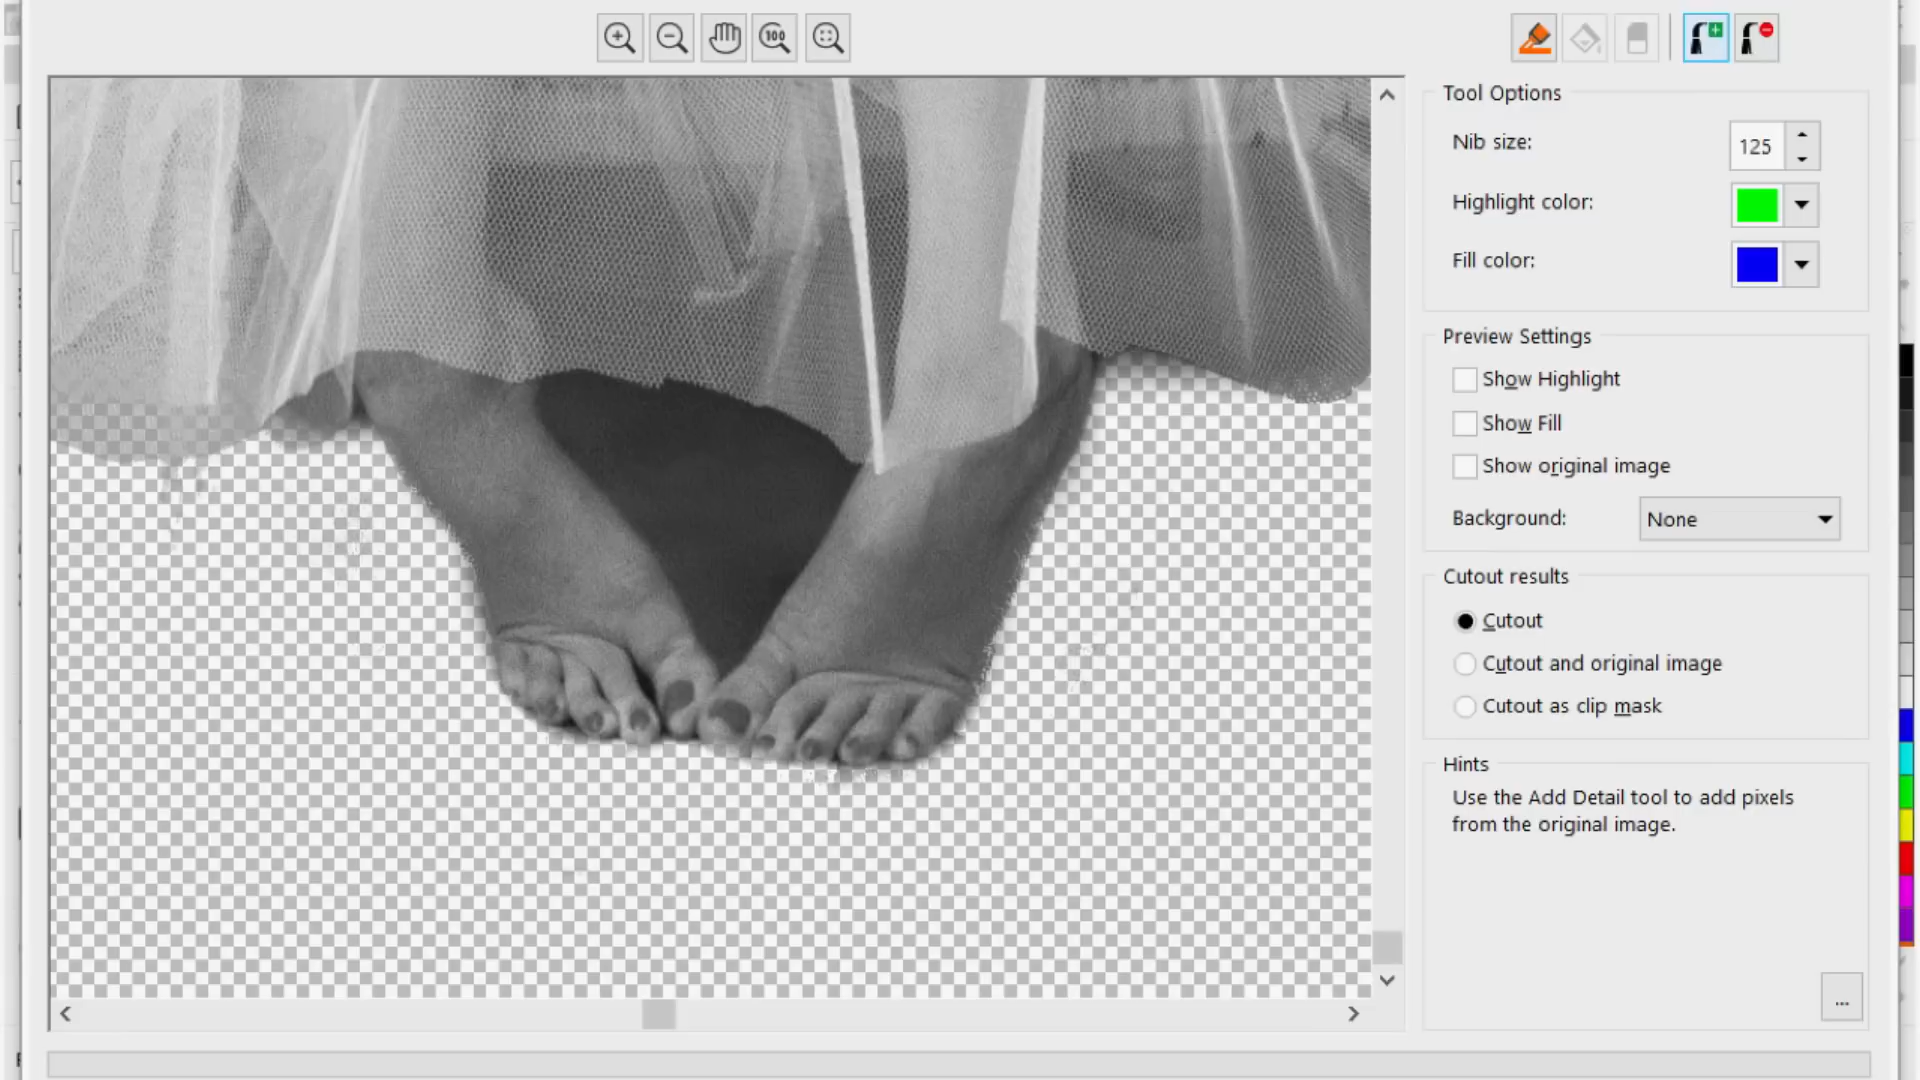 100
Tool Options
Nib size:
125
Highlight color:
Fill color:
Preview Settings
Show Highlight
Show Fill
Show original image
Background:
None
Cutout results
Cutout
Cutout and original image
Cutout as clip mask
Hints
Use the Add Detail tool to add pixels
from the original image.
...